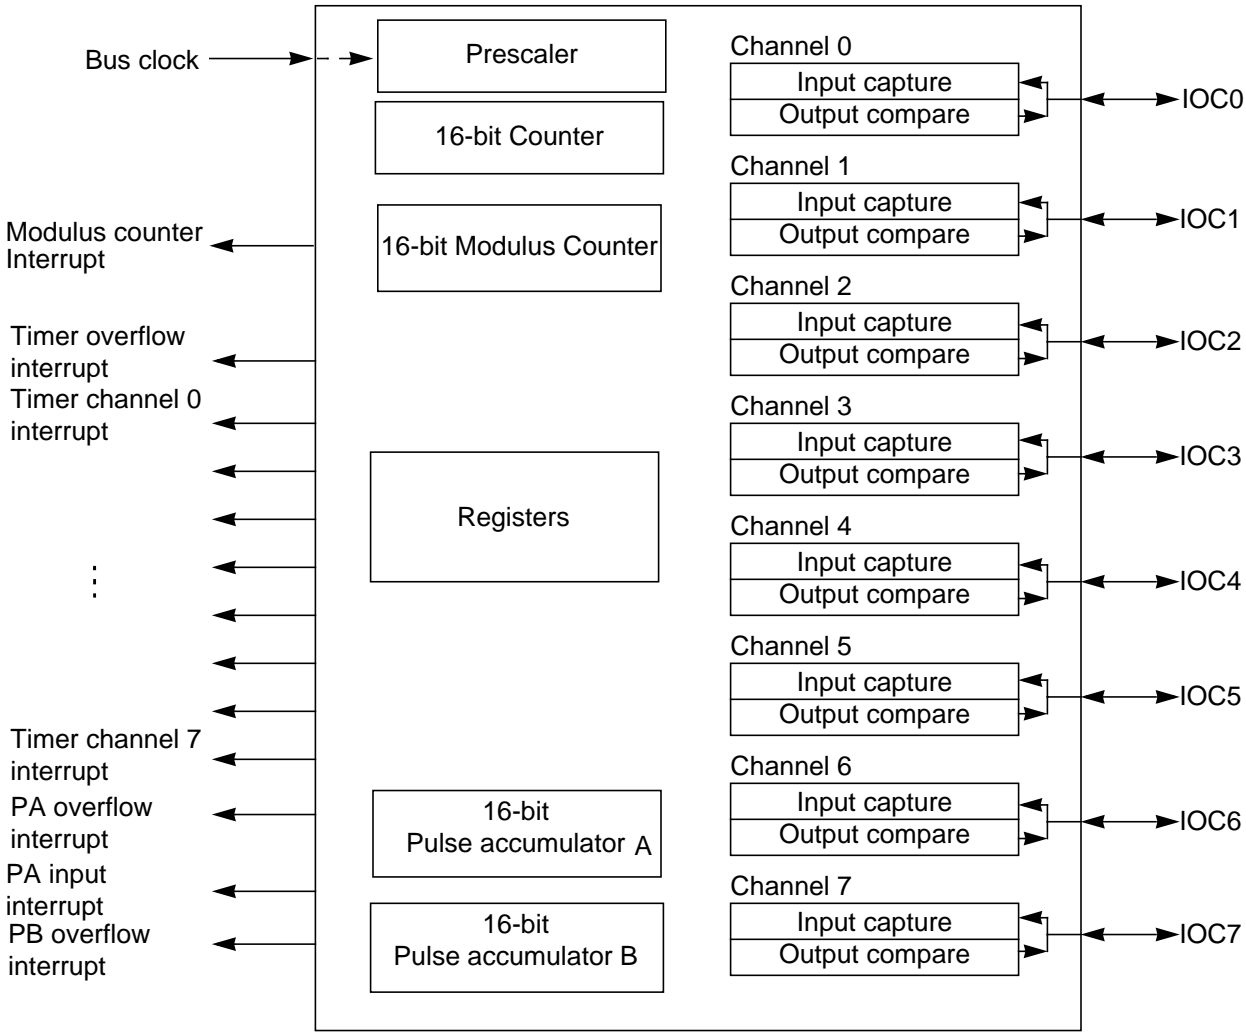 Bus clock
Modulus counter
Interrupt
Timer overflow
interrupt
Timer channel 0
interrupt
Timer channel 7
interrupt
PA overflow
interrupt
PA input
interrupt
PB overflow
interrupt
Prescaler
16-bit Counter
16-bit Modulus Counter
Registers
16-bit
Pulse accumulator A
16-bit
Pulse accumulator B
Channel 0
Input capture
Output compare
IOC0
Channel 1
Input capture
Output compare
IOC1
Channel 2
Input capture
Output compare
IOC2
Channel 3
Input capture
Output compare
IOC3
Channel 4
Input capture
Output compare
IOC4
Channel 5
Input capture
Output compare
IOC5
Channel 6
Input capture
Output compare
IOC6
Channel 7
Input capture
Output compare
IOC7